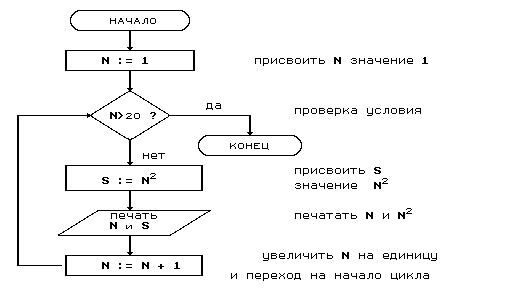 НАЧАЛО
N := 1
присвоить N значение 1
N>20 ?
да
проверка условия
КОНЕЦ
нет
S := N²
присвоить S
значение N²
печать
N и S
печатать N и N²
N := N + 1
увеличить N на единицу
и переход на начало цикла